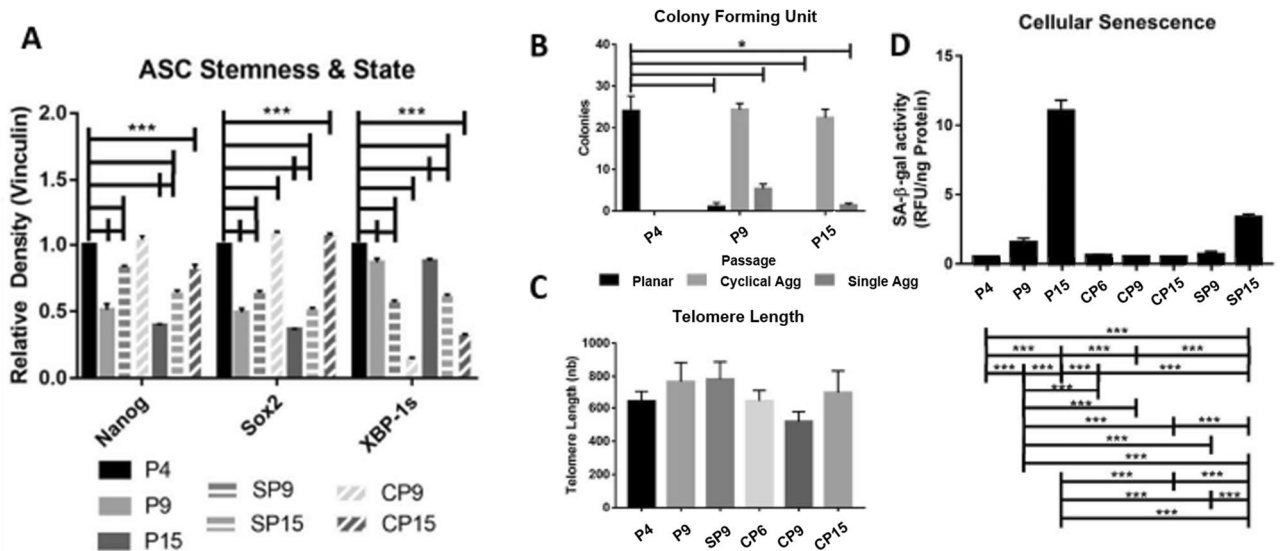 A
ASC Stemness & State
Relative Density (Vinculin)
2.0
1.5
1.0
0.5
0.0
***
***
***
Nanog
Sox2
XBP-1s
P4
P9
P15
SP9
SP15
CP9
CP15
B
Colony Forming Unit
Colonies
40
30
20
10
0
*
P4
P9
P15
Passage
Planar
Cyclical Agg
Single Agg
C
Telomere Length
Telomere Length (nb)
1000
800
600
400
200
0
P4
P9
SP9
CP6
CP9
CP15
D
Cellular Senescence
SA-β-gal activity
(RFU/ng Protein)
15
10
5
0
P4
P9
P15
CP6
CP9
CP15
SP9
SP15
***
*** *** ***
*** *** *** ***
***
***
*** ***
***
***
*** ***
*** ***
***